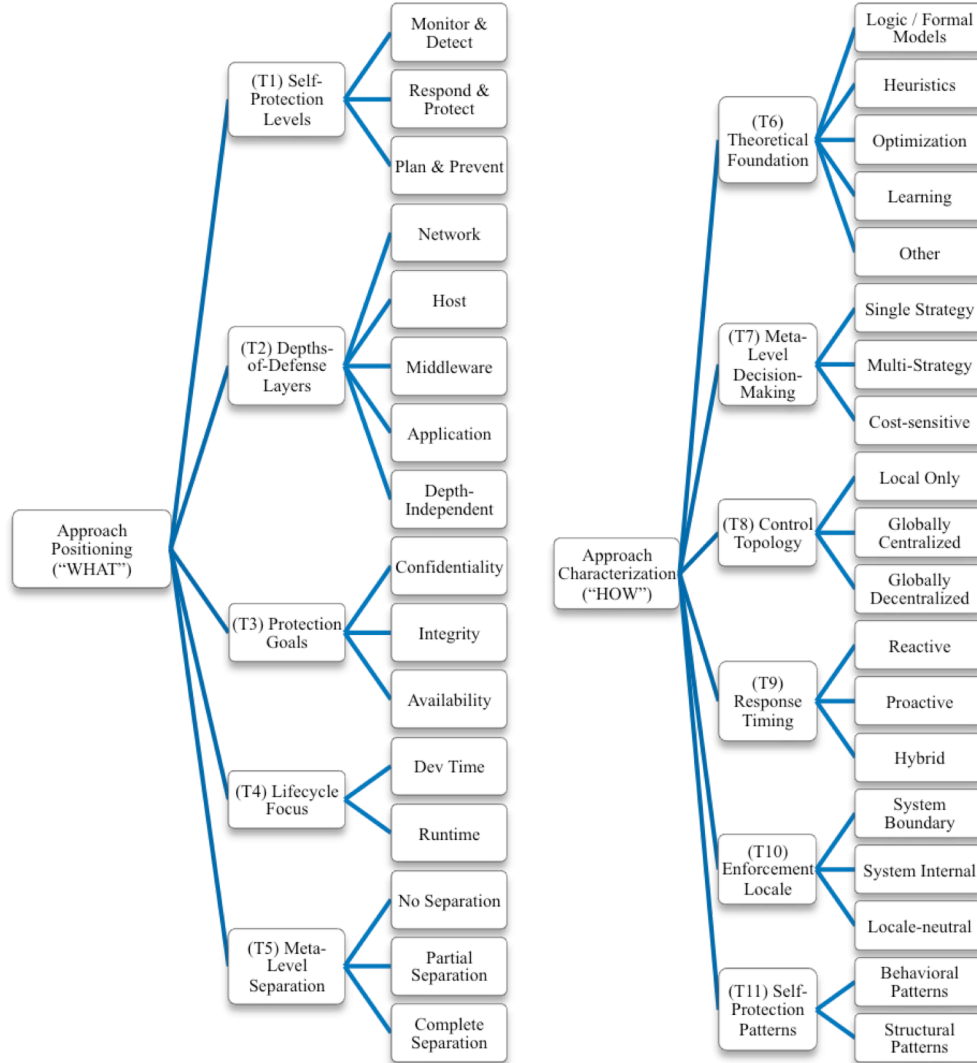 Approach
Positioning
(“WHAT”)
(T1) Self-
Protection
Levels
Monitor &
Detect
Respond &
Protect
Plan & Prevent
(T2) Depths-
of-Defense
Layers
Network
Host
Middleware
Application
Depth-
Independent
(T3) Protection
Goals
Confidentiality
Integrity
Availability
(T4) Lifecycle
Focus
Dev Time
Runtime
(T5) Meta-
Level
Separation
No Separation
Partial
Separation
Complete
Separation
Approach
Characterization
(“HOW”)
(T6)
Theoretical
Foundation
Logic / Formal
Models
Heuristics
Optimization
Learning
Other
(T7) Meta-
Level
Decision-
Making
Single Strategy
Multi-Strategy
Cost-sensitive
(T8) Control
Topology
Local Only
Globally
Centralized
Globally
Decentralized
(T9)
Response
Timing
Reactive
Proactive
Hybrid
(T10)
Enforcement
Locale
System
Boundary
System Internal
Locale-neutral
(T11) Self-
Protection
Patterns
Behavioral
Patterns
Structural
Patterns